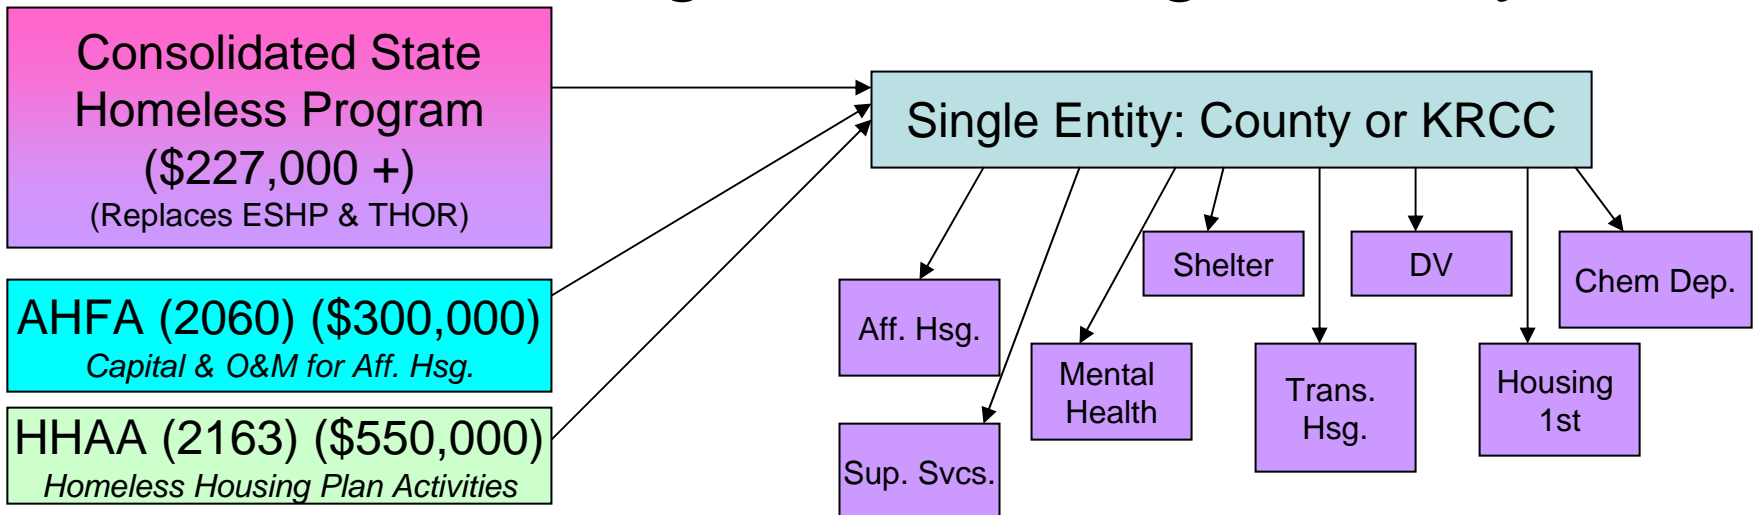 Consolidated State
Homeless Program
($227,000 +)
(Replaces ESHP & THOR)
AHFA (2060) ($300,000)
Capital & O&M for Aff. Hsg.
HHAA (2163) ($550,000)
Homeless Housing Plan Activities
Single Entity: County or KRCC
Shelter
DV
Chem Dep.
Aff. Hsg.
Mental
Health
Trans.
Hsg.
Housing
1st
Sup. Svcs.